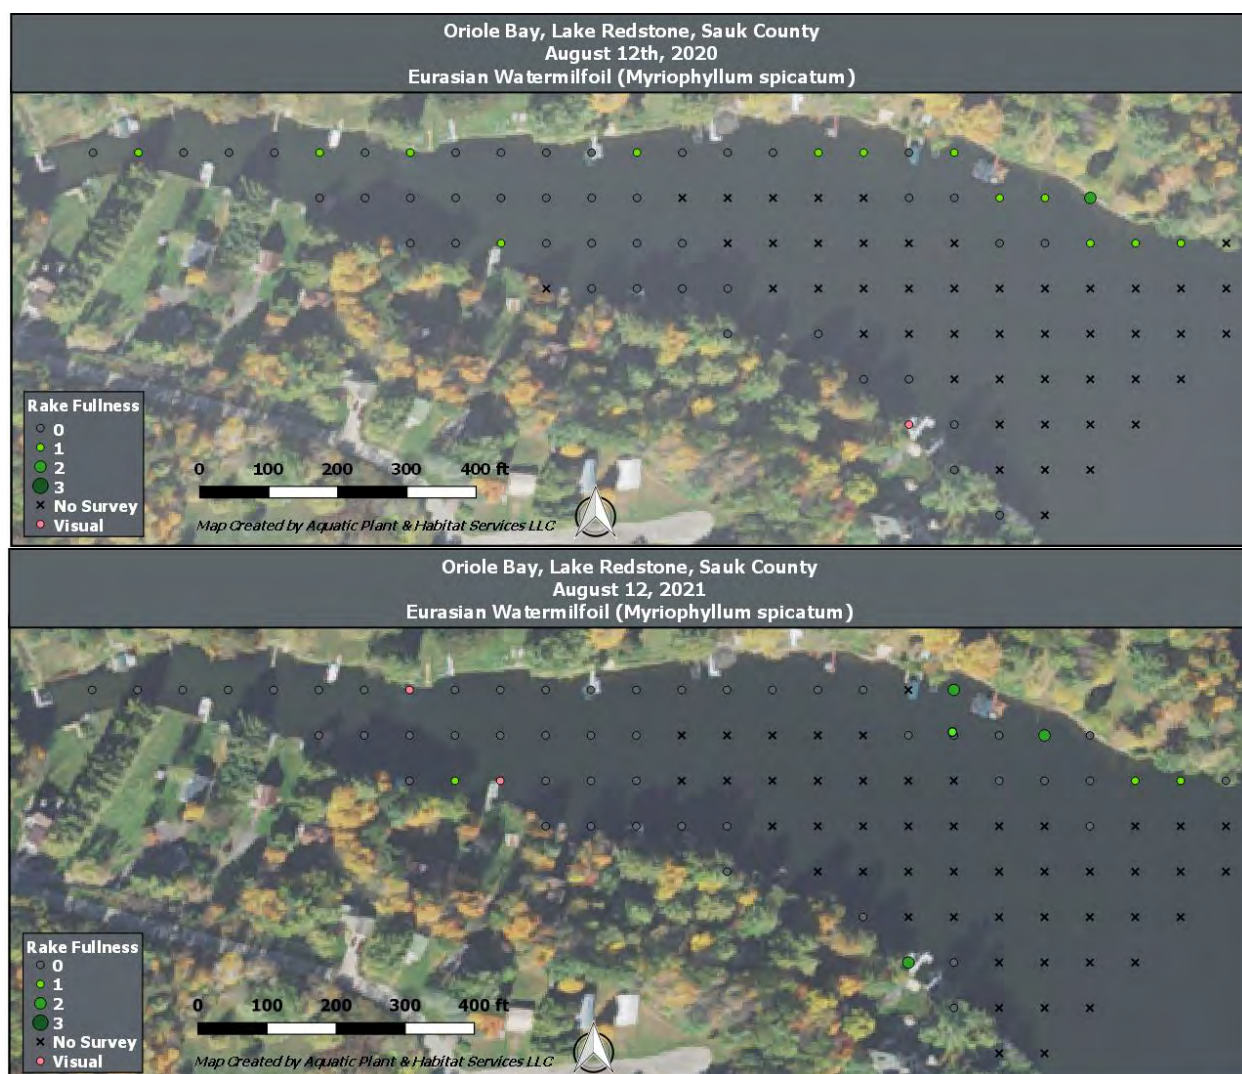 Oriole Bay, Lake Redstone, Sauk County
August 12th, 2020
Eurasian Watermilfoil (Myriophyllum spicatum)
Rake Fullness
0
1
2
3
No Survey
Visual
0 100 200 300 400 ft
Map Created by Aquatic Plant & Habitat Services LLC
Oriole Bay, Lake Redstone, Sauk County
August 12, 2021
Eurasian Watermilfoil (Myriophyllum spicatum)
Rake Fullness
0
1
2
3
No Survey
Visual
0 100 200 300 400 ft
Map Created by Aquatic Plant & Habitat Services LLC